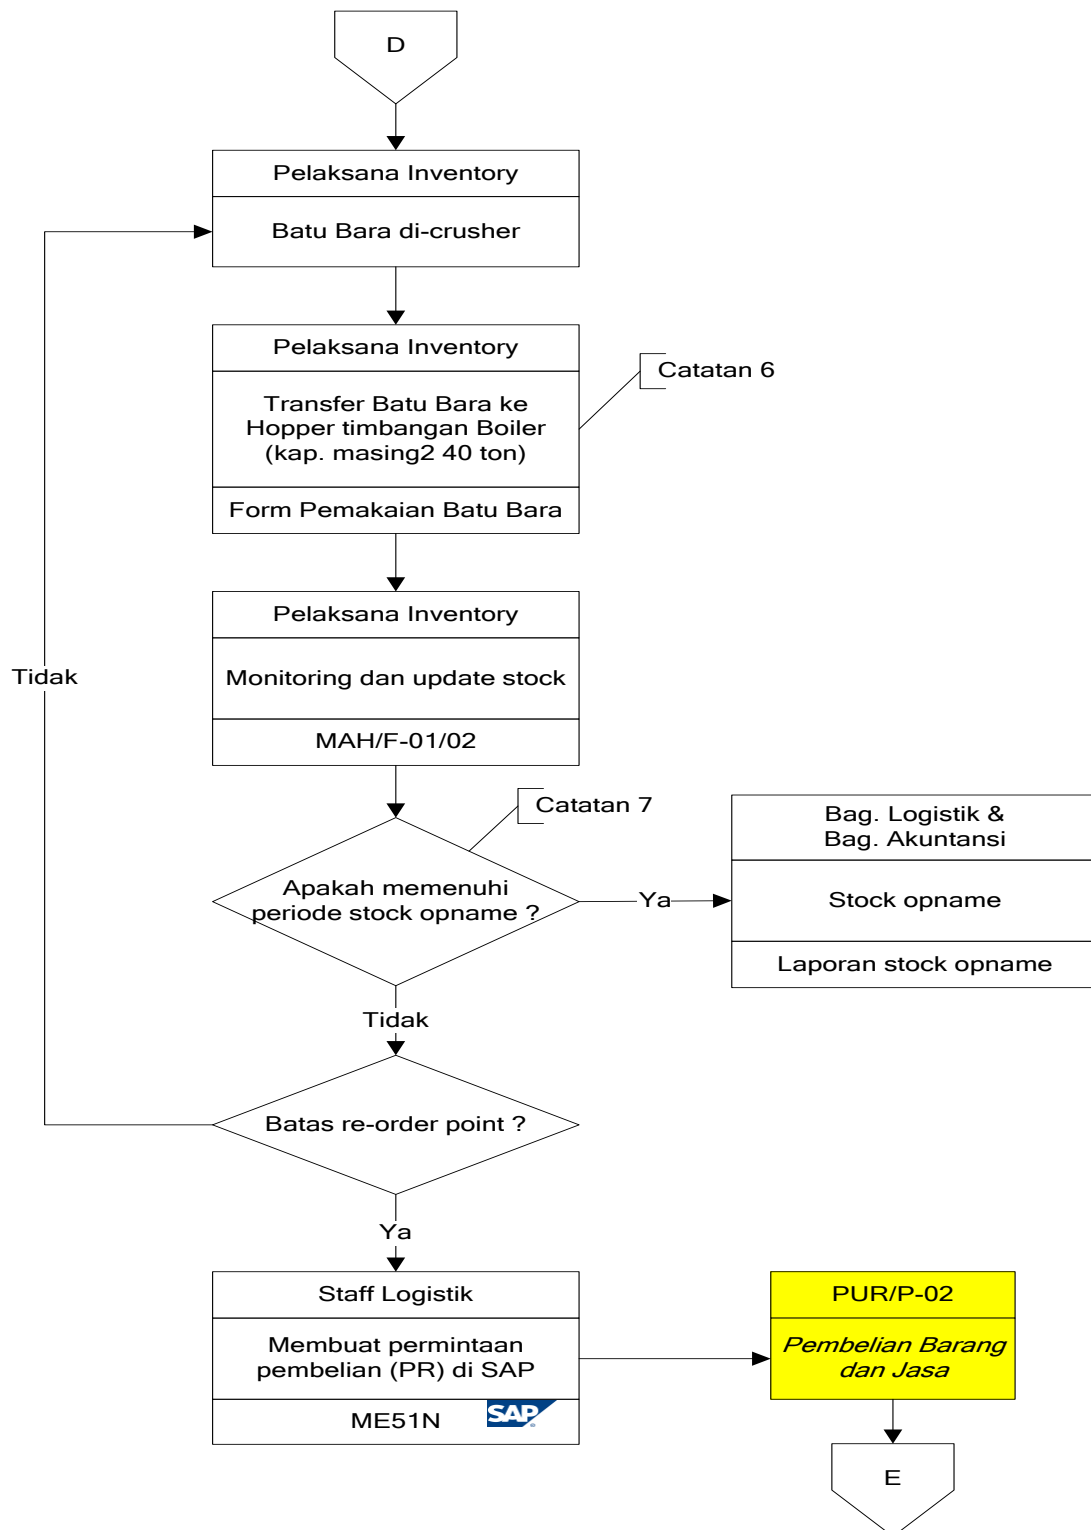 D
Pelaksana Inventory
Batu Bara di-crusher
Pelaksana Inventory
Transfer Batu Bara ke
Hopper timbangan Boiler
(kap. masing2 40 ton)
Form Pemakaian Batu Bara
Catatan 6
Pelaksana Inventory
Monitoring dan update stock
MAH/F-01/02
Tidak
Catatan 7
Apakah memenuhi
periode stock opname ?
Ya
Bag. Logistik &
Bag. Akuntansi
Stock opname
Laporan stock opname
Tidak
Batas re-order point ?
Ya
Staff Logistik
Membuat permintaan
pembelian (PR) di SAP
ME51N
SAP
PUR/P-02
Pembelian Barang
dan Jasa
E